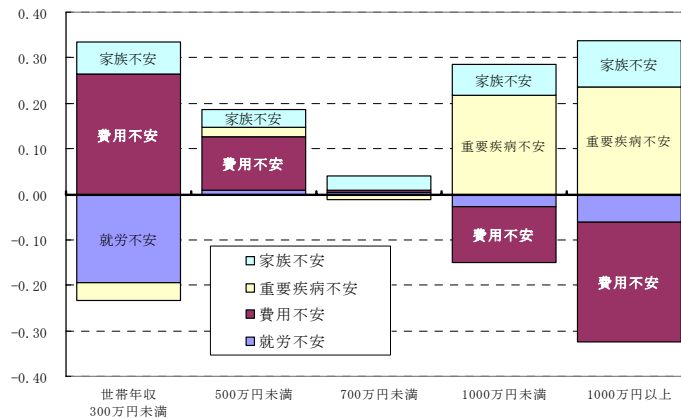 0.40
0.30
0.20
0.10
0.00
-0.10
-0.20
-0.30
-0.40
家族不安
費用不安
就労不安
家族不安
費用不安
家族不安
重要疾病不安
費用不安
家族不安
重要疾病不安
費用不安
家族不安
重要疾病不安
費用不安
就労不安
世帯年収
300万円未満
500万円未満
700万円未満
1000万円未満
1000万円以上